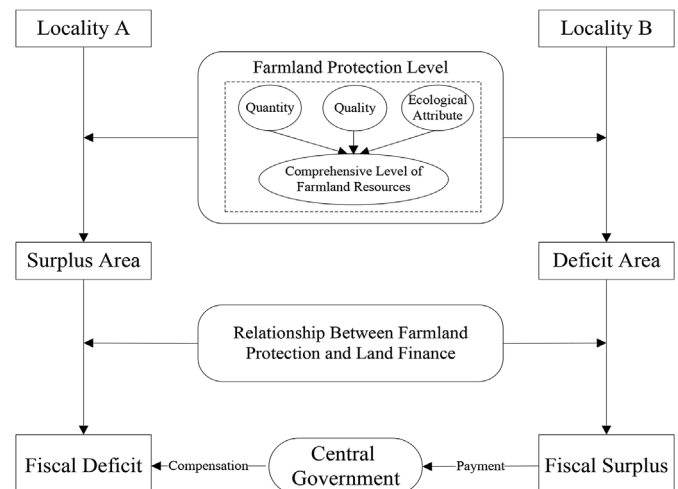 Locality A
Locality B
Farmland Protection Level
Quantity
Quality
Ecological
Attribute
Comprehensive Level of
Farmland Resources
Surplus Area
Deficit Area
Relationship Between Farmland
Protection and Land Finance
Fiscal Deficit
Compensation
Central
Government
Payment
Fiscal Surplus